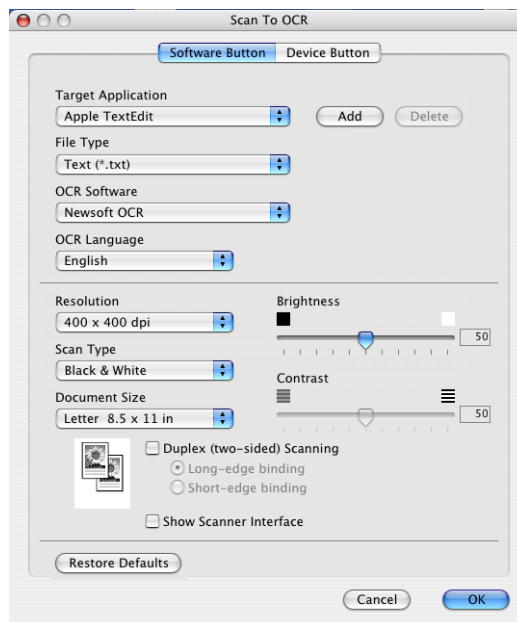 Scan To OCR
Software Button Device Button
Target Application
Apple TextEdit Add Delete
File Type
Text (*.txt)
OCR Software
Newsoft OCR
OCR Language
English
Resolution Brightness
400 x 400 dpi 50
Scan Type
Black & White Contrast
Document Size
Letter 8.5 x 11 in 50
Duplex (two-sided) Scanning
Long-edge binding
Short-edge binding
Show Scanner Interface
Restore Defaults
Cancel OK